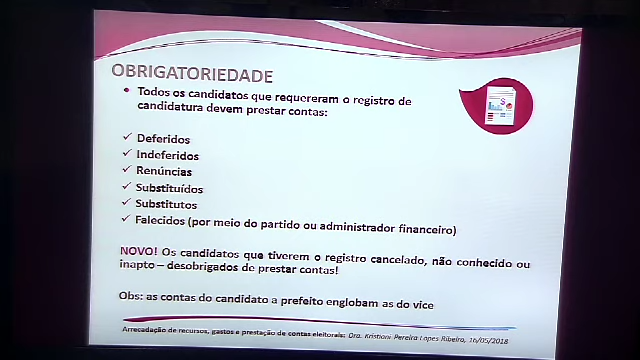 OBRIGATORIEDADE
• Todos os candidatos que requereram o registro de
candidatura devem prestar contas:
✓ Deferidos
✓ Indeferidos
✓ Renúncias
✓ Substituídos
✓ Substitutos
✓ Falecidos (por meio do partido ou administrador financeiro)
NOVO! Os candidatos que tiverem o registro cancelado, não conhecido ou
inapto – desobrigados de prestar contas!
Obs: as contas do candidato a prefeito englobam as do vice
Arrecadação de recursos, gastos e prestação de contas eleitorais: Dra. Kristiani Pereira Lopes Ribeiro, 16/05/2018